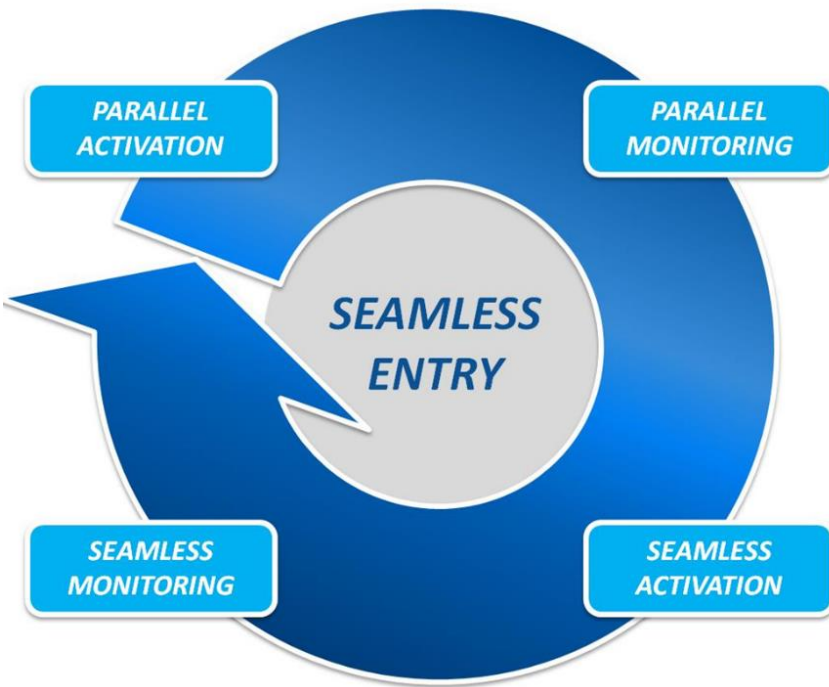 PARALLEL
ACTIVATION
PARALLEL
MONITORING
SEAMLESS
ENTRY
SEAMLESS
MONITORING
SEAMLESS
ACTIVATION